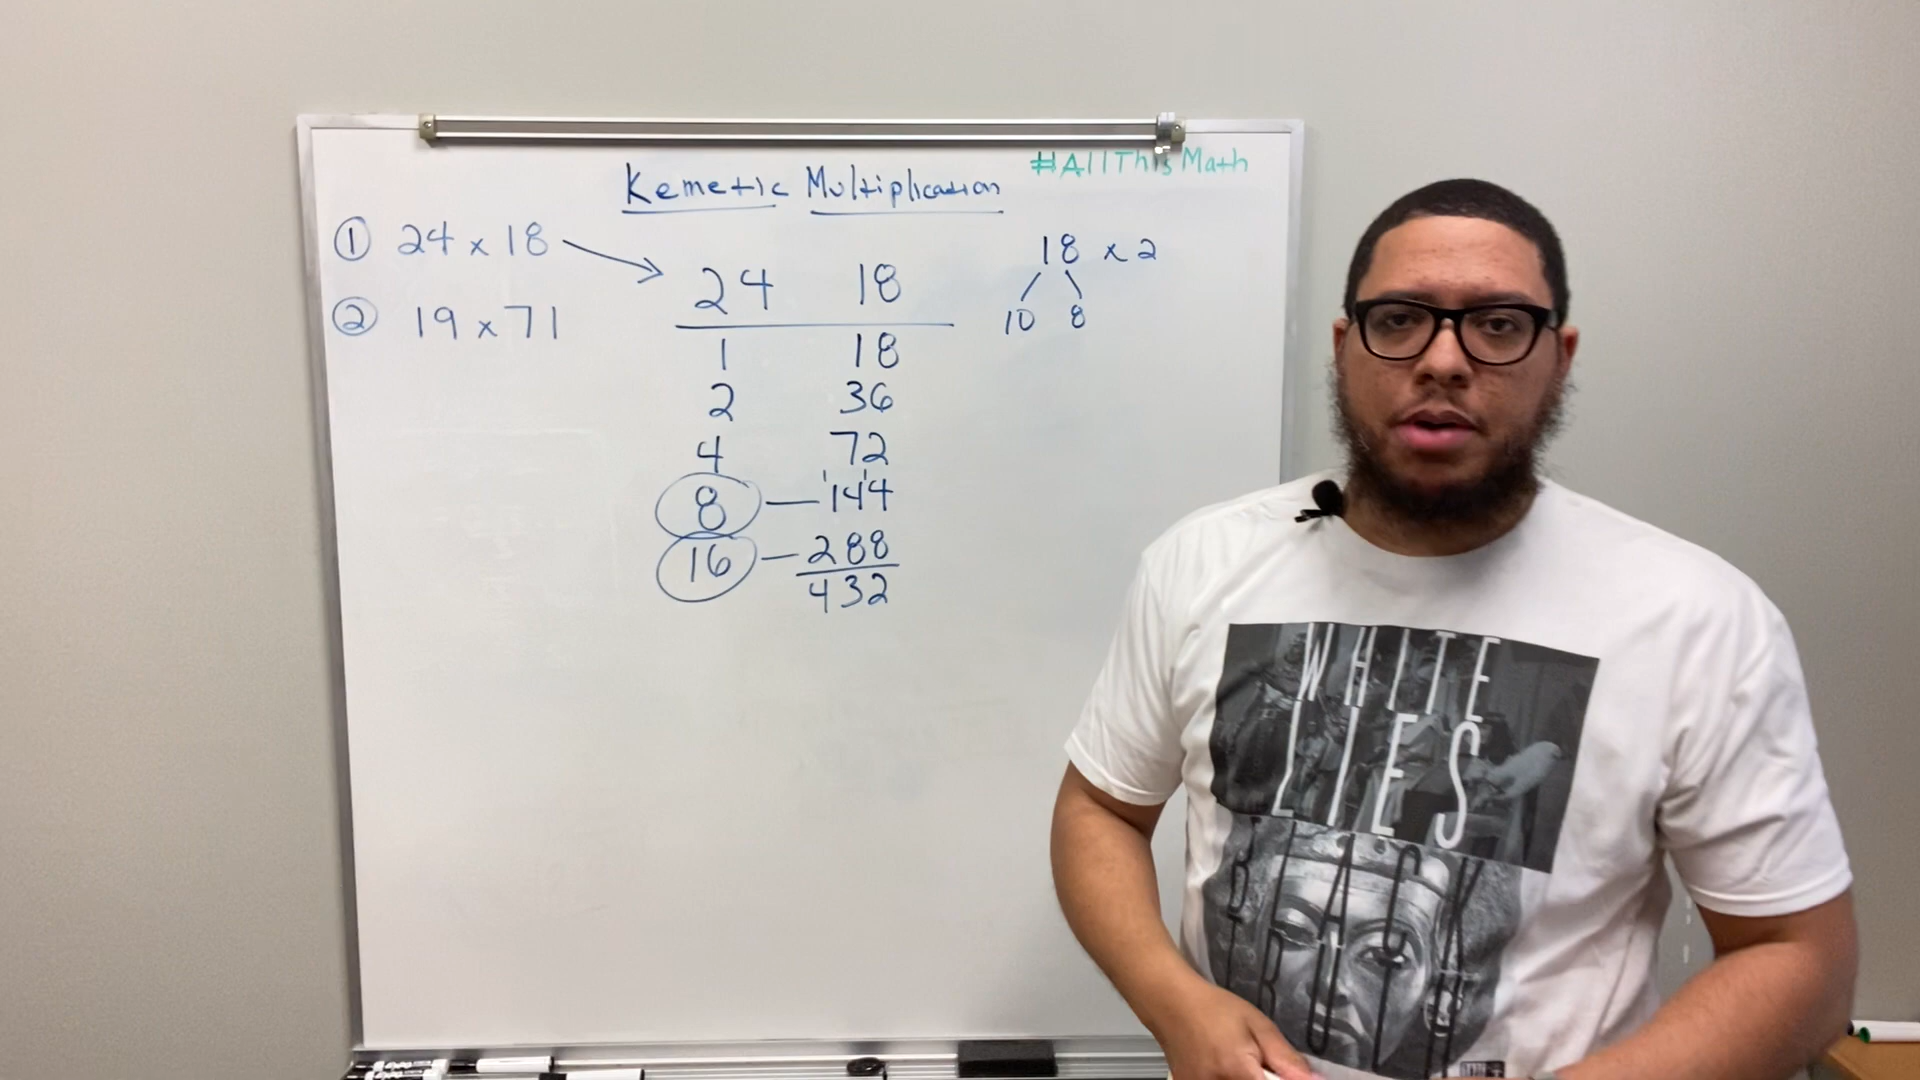 #AllThisMath
Kemetic Multiplication
① 24 x 18
② 19 x 71
24 18
1 18
2 36
4 72
8 — 144
16 — 288
432
18 x 2
10 8
WHITE
LIES
BLACK
TRUTH